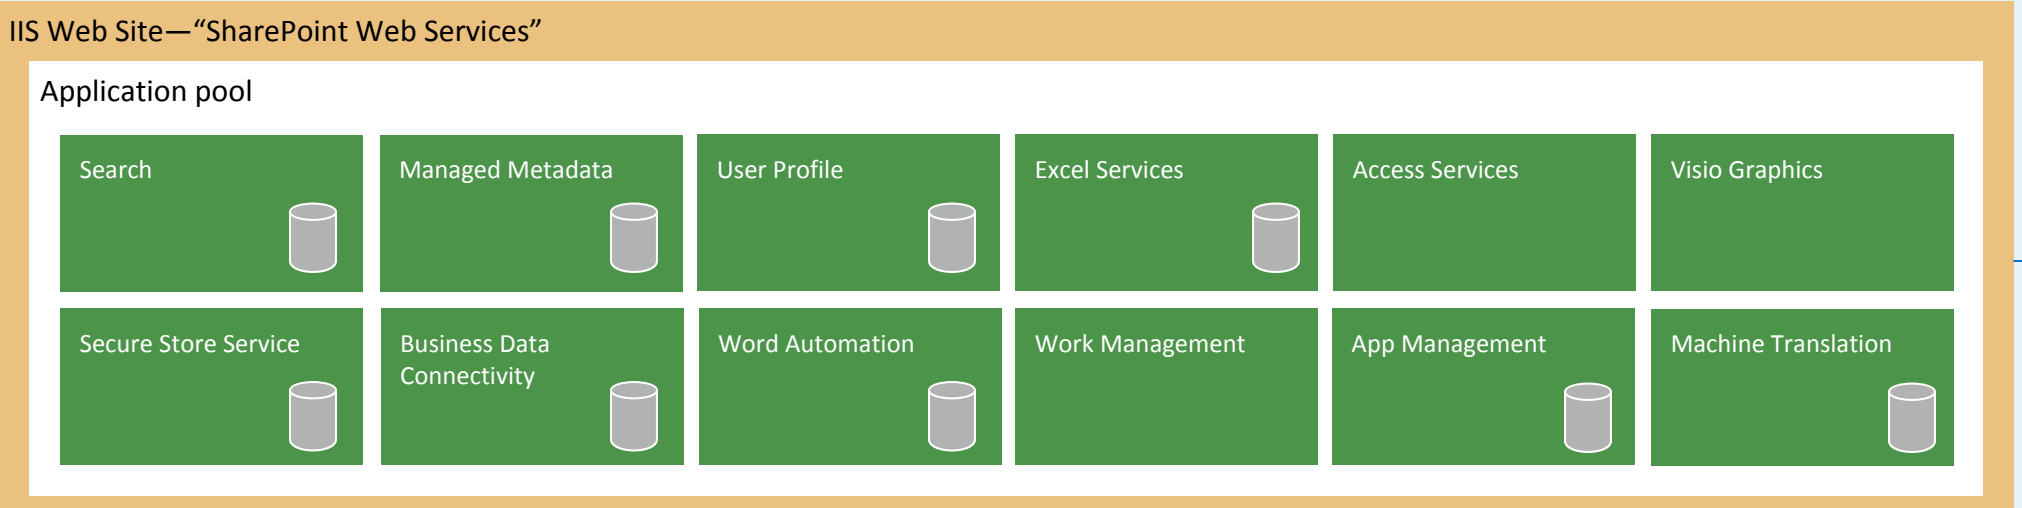 IIS Web Site—“SharePoint Web Services”
Application pool
Search
Managed Metadata
User Profile
Excel Services
Access Services
Visio Graphics
Secure Store Service
Business Data
Connectivity
Word Automation
Work Management
App Management
Machine Translation